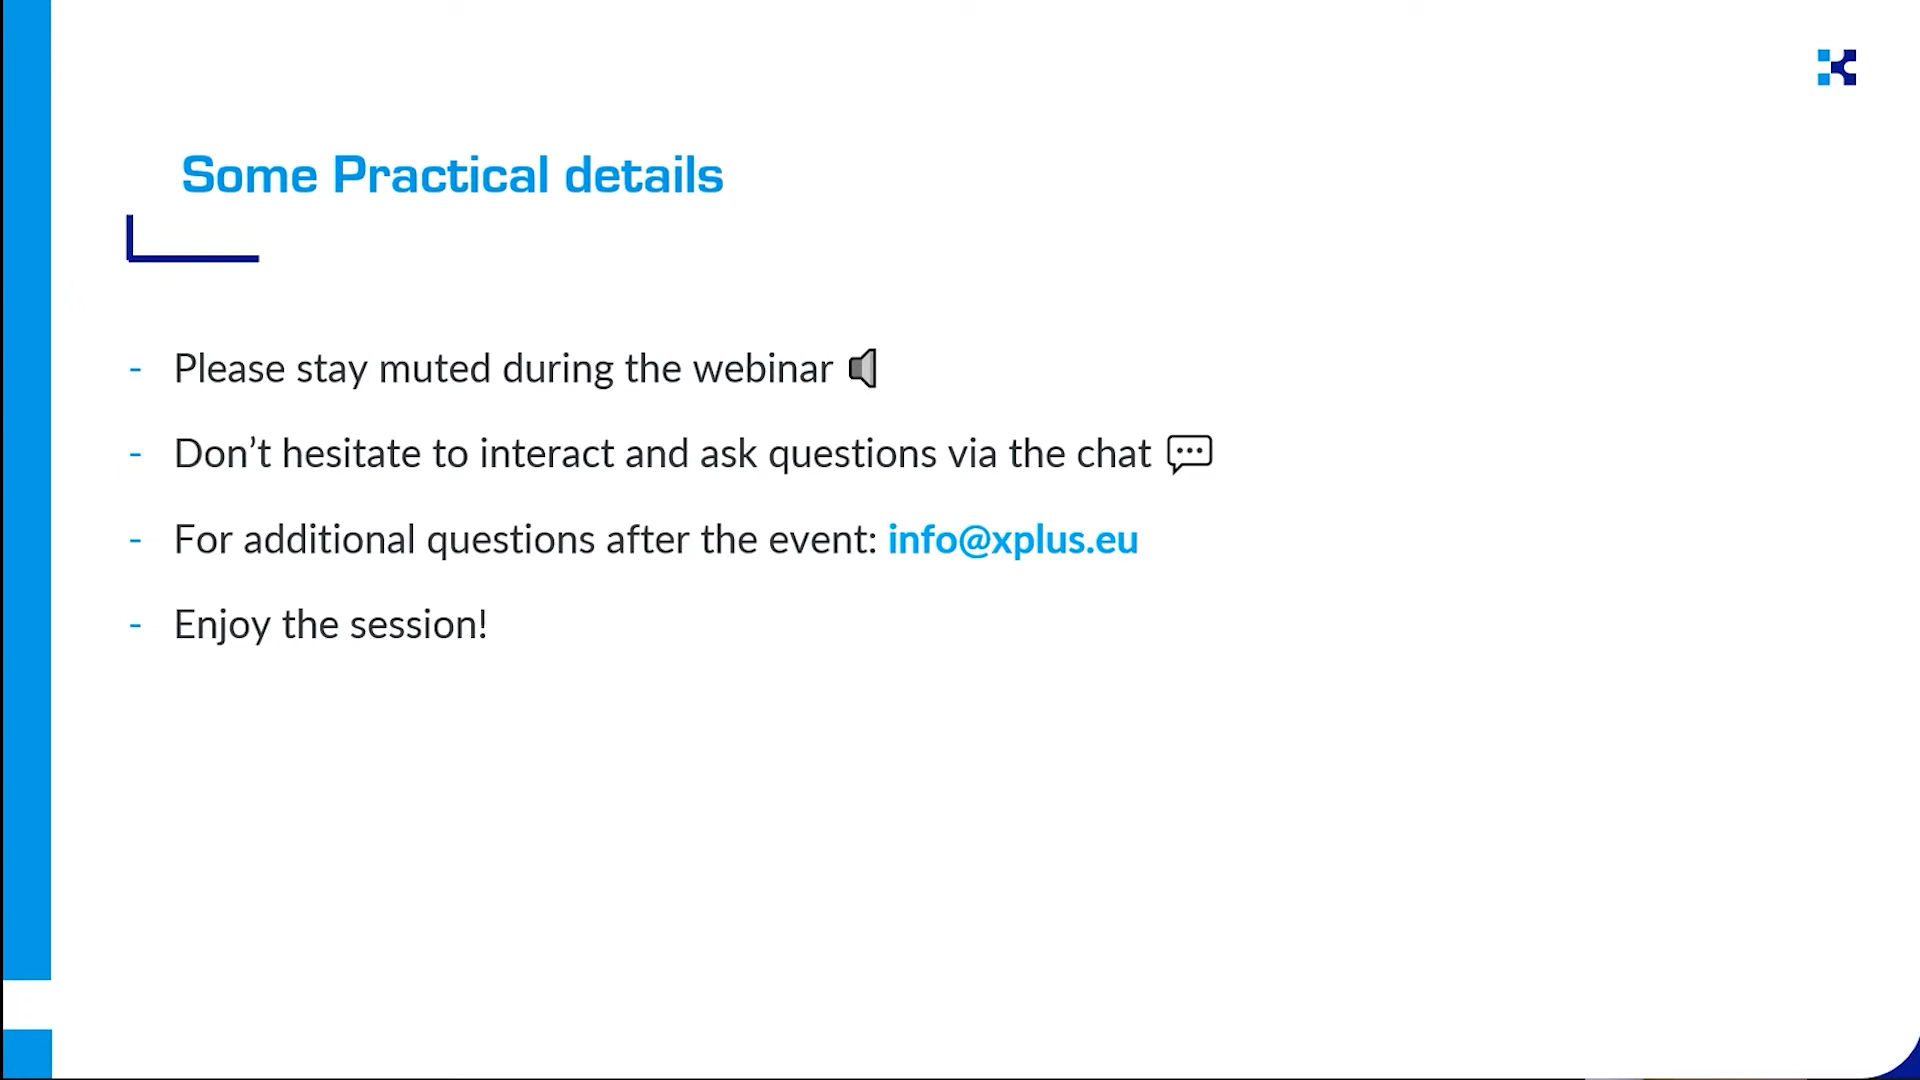 Some Practical details
- Please stay muted during the webinar 🔈
- Don’t hesitate to interact and ask questions via the chat 💬
- For additional questions after the event: info@xplus.eu
- Enjoy the session!